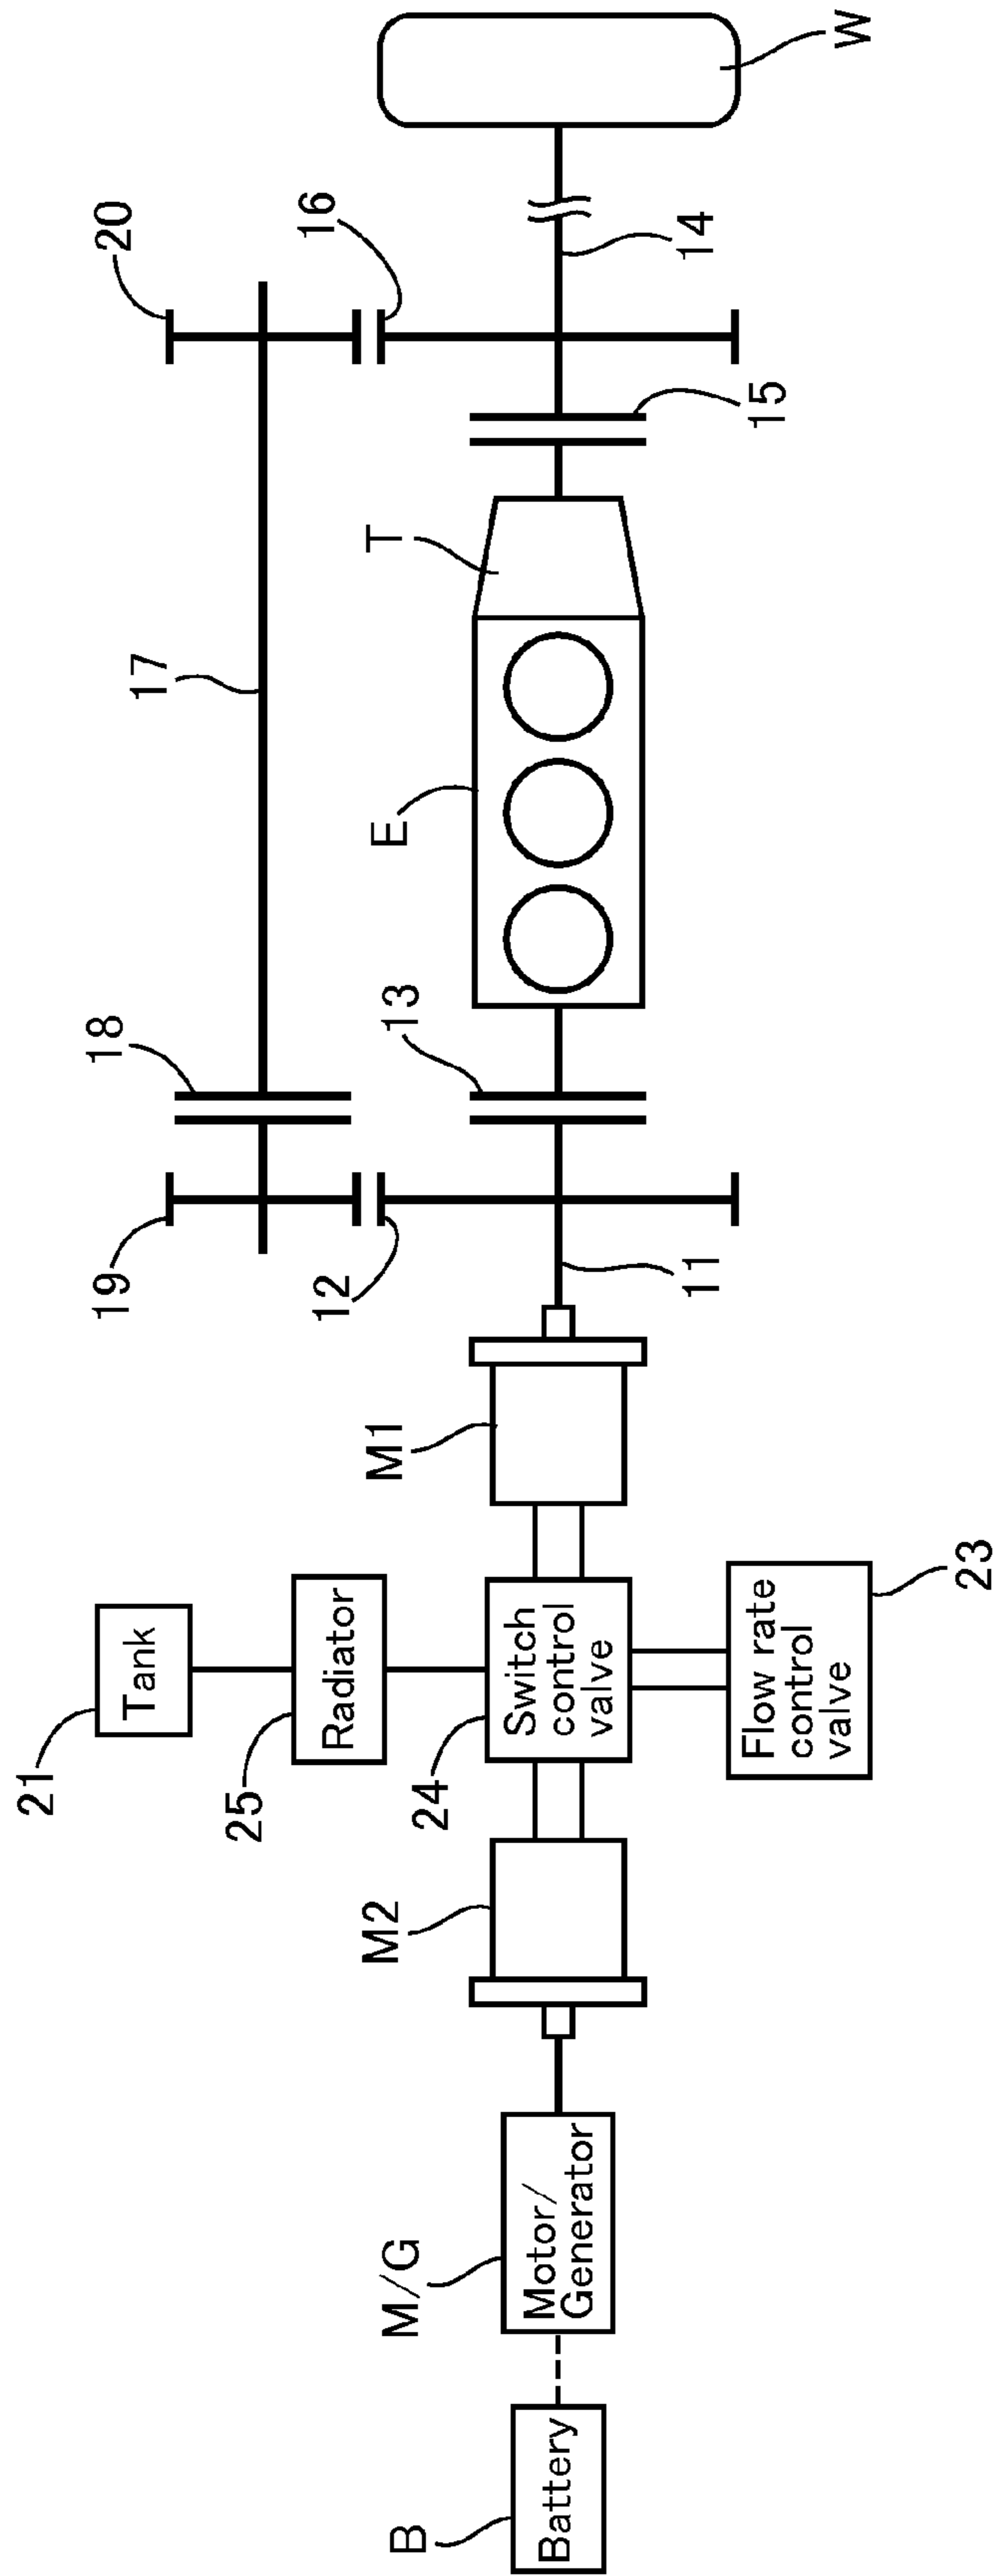 20
16
W
14
15
T
17
E
18
13
19
12
11
M1
21
Tank
25
Radiator
24
Switch
control
valve
Flow rate
control
valve
23
M2
M/G
Motor/
Generator
B
Battery